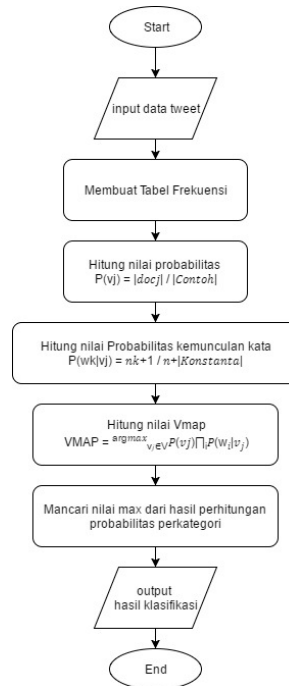 Start
input data tweet
Membuat Tabel Frekuensi
Hitung nilai probabilitas
P(vj) = |docj| / |Contoh|
Hitung nilai Probabilitas kemunculan kata
P(wk|vj) = nk+1 / n+|Konstanta|
Hitung nilai Vmap
VMAP = argmax vj∈V P(vj)∏i P(wi|vj)
Mancari nilai max dari hasil perhitungan
probabilitas perkategori
output
hasil klasifikasi
End